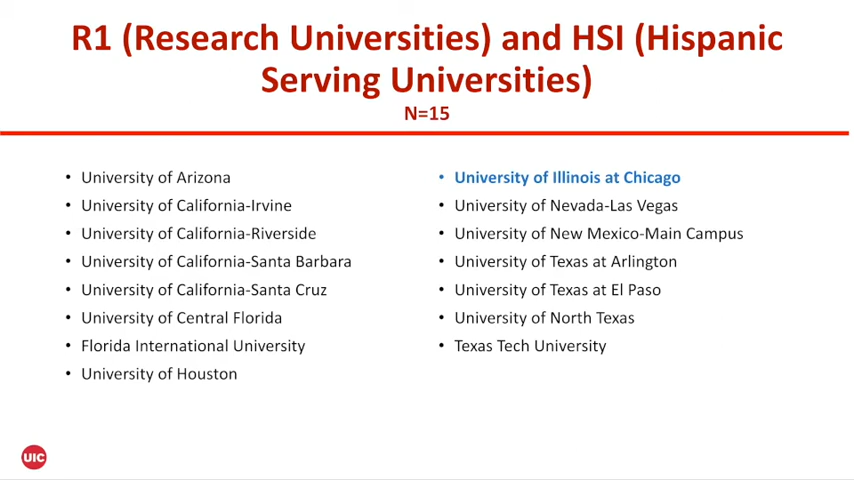 R1 (Research Universities) and HSI (Hispanic
Serving Universities)
N=15
• University of Arizona
• University of California-Irvine
• University of California-Riverside
• University of California-Santa Barbara
• University of California-Santa Cruz
• University of Central Florida
• Florida International University
• University of Houston
• University of Illinois at Chicago
• University of Nevada-Las Vegas
• University of New Mexico-Main Campus
• University of Texas at Arlington
• University of Texas at El Paso
• University of North Texas
• Texas Tech University
UIC